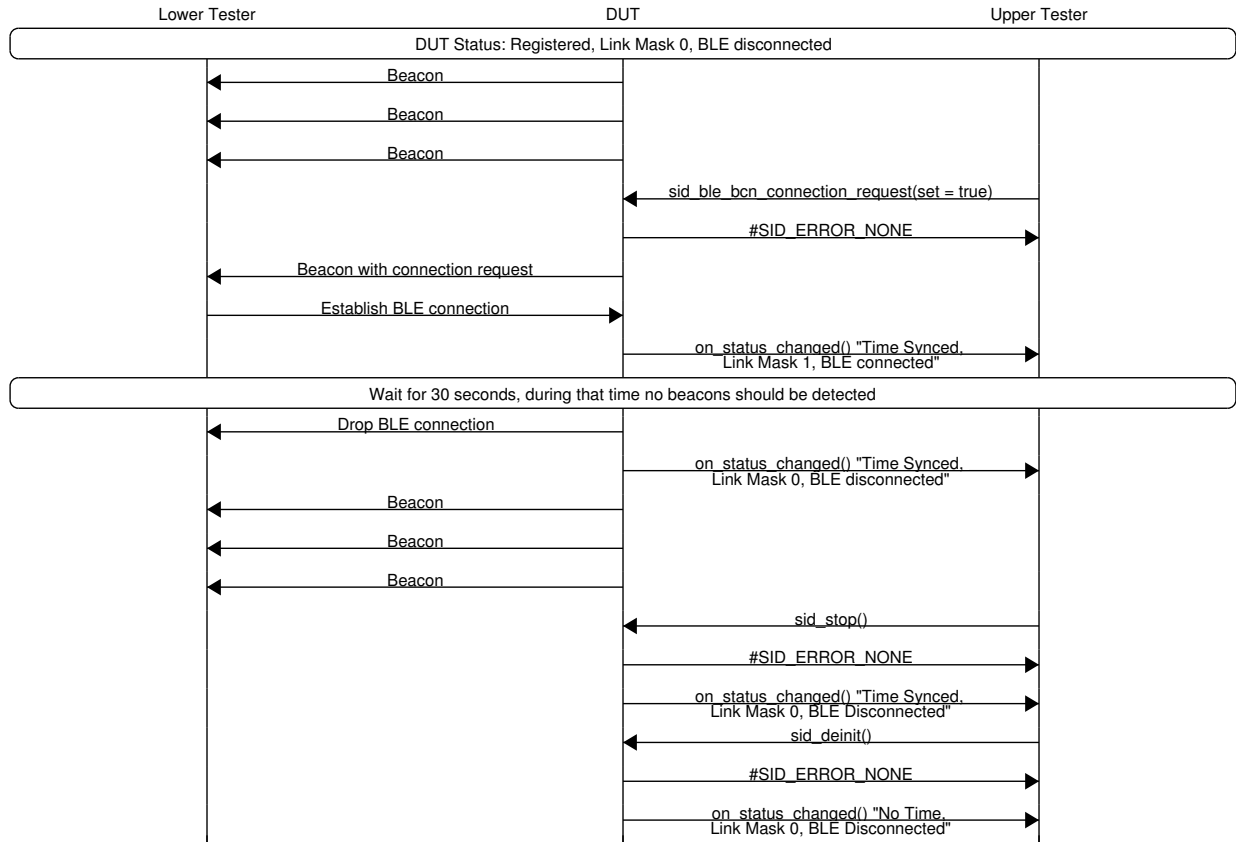 Lower Tester
DUT
Upper Tester
DUT Status: Registered, Link Mask 0, BLE disconnected
Beacon
Beacon
Beacon
sid_ble_bcn_connection_request(set = true)
#SID_ERROR_NONE
Beacon with connection request
Establish BLE connection
on_status_changed() "Time Synced,
Link Mask 1, BLE connected"
Wait for 30 seconds, during that time no beacons should be detected
Drop BLE connection
on_status_changed() "Time Synced,
Link Mask 0, BLE disconnected"
Beacon
Beacon
Beacon
sid_stop()
#SID_ERROR_NONE
on_status_changed() "Time Synced,
Link Mask 0, BLE Disconnected"
sid_deinit()
#SID_ERROR_NONE
on_status_changed() "No Time,
Link Mask 0, BLE Disconnected"